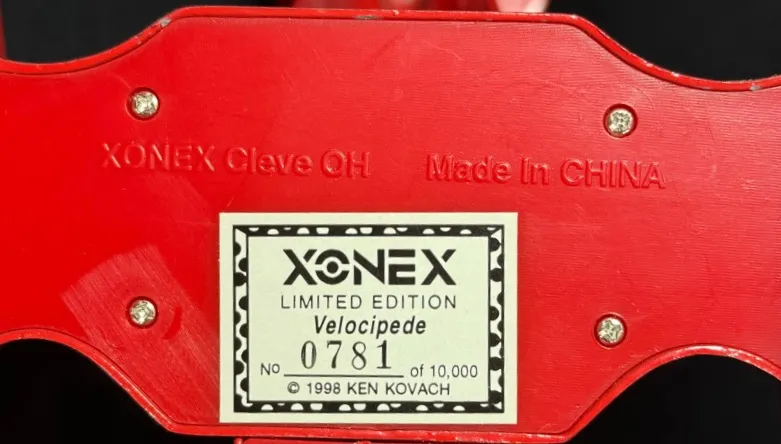 XONEX Cleve OH Made In CHINA
XONEX
LIMITED EDITION
Velocipede
No 0781 of 10,000
© 1998 KEN KOVACH